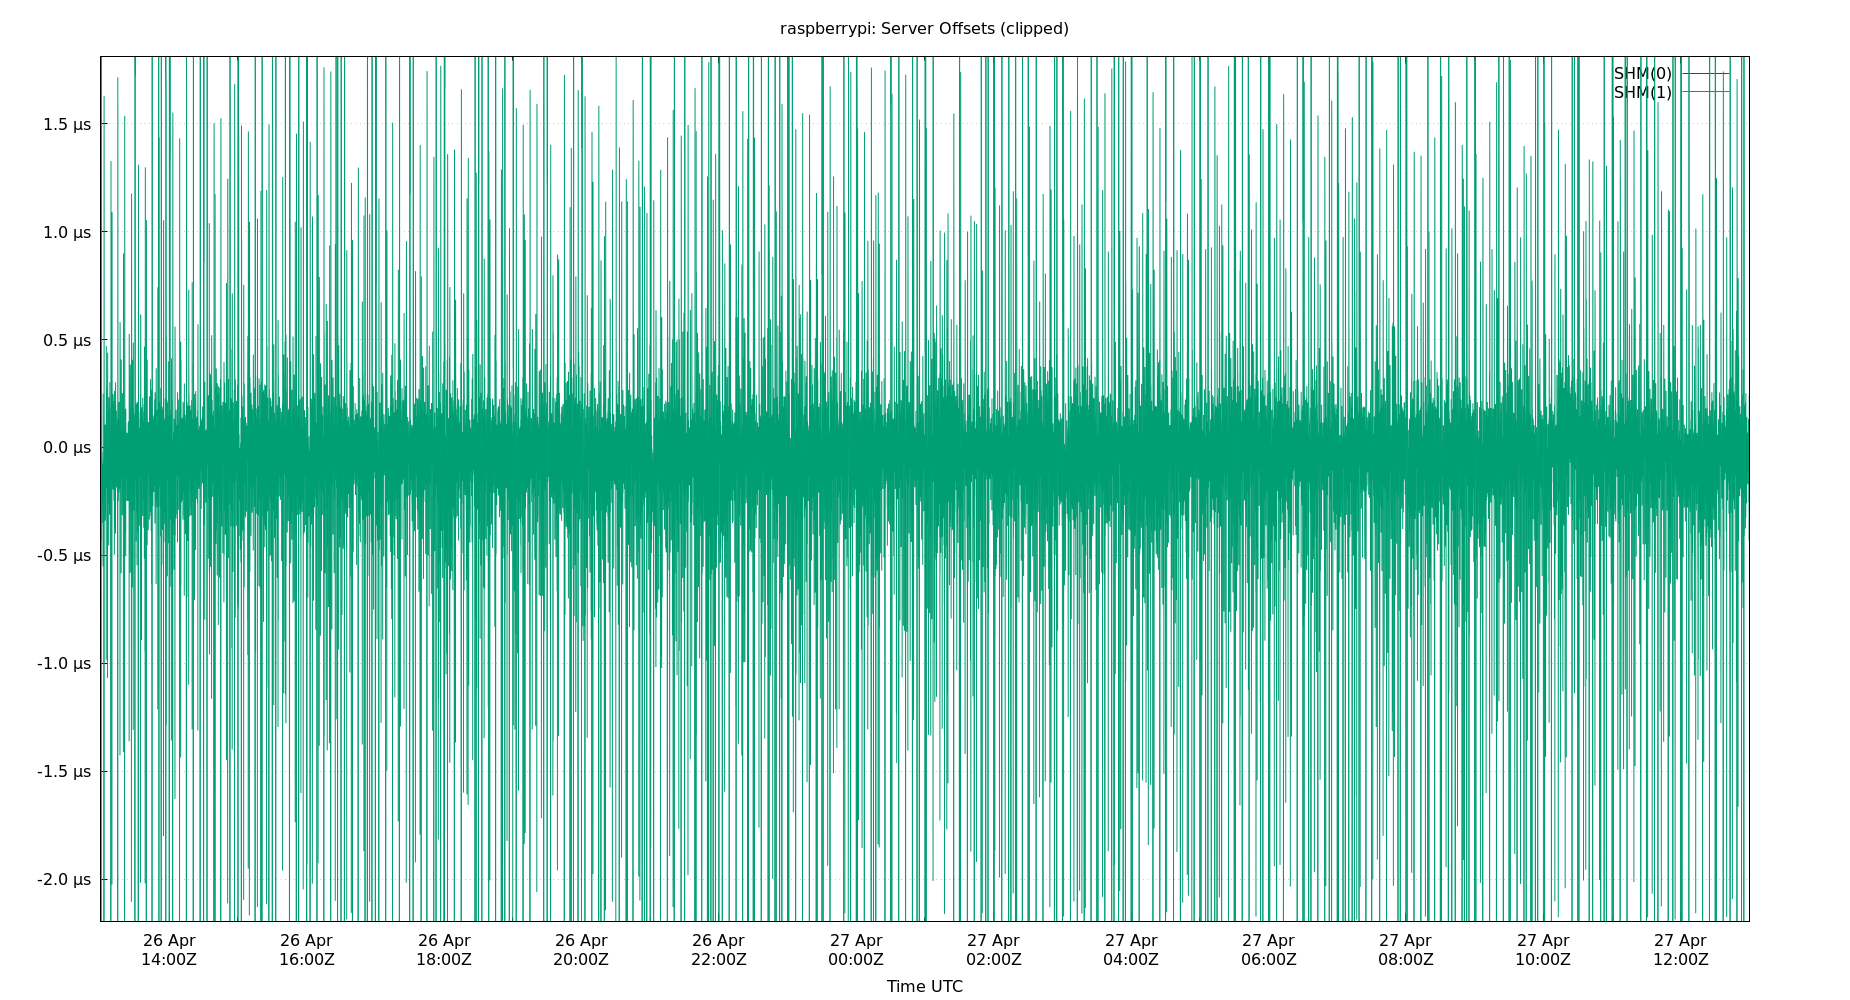 raspberrypi: Server Offsets (clipped)
SHM(0)
SHM(1)
1.5 µs
1.0 µs
0.5 µs
0.0 µs
-0.5 µs
-1.0 µs
-1.5 µs
-2.0 µs
26 Apr 26 Apr 26 Apr 26 Apr 26 Apr 27 Apr 27 Apr 27 Apr 27 Apr 27 Apr 27 Apr 27 Apr
14:00Z 16:00Z 18:00Z 20:00Z 22:00Z 00:00Z 02:00Z 04:00Z 06:00Z 08:00Z 10:00Z 12:00Z
Time UTC